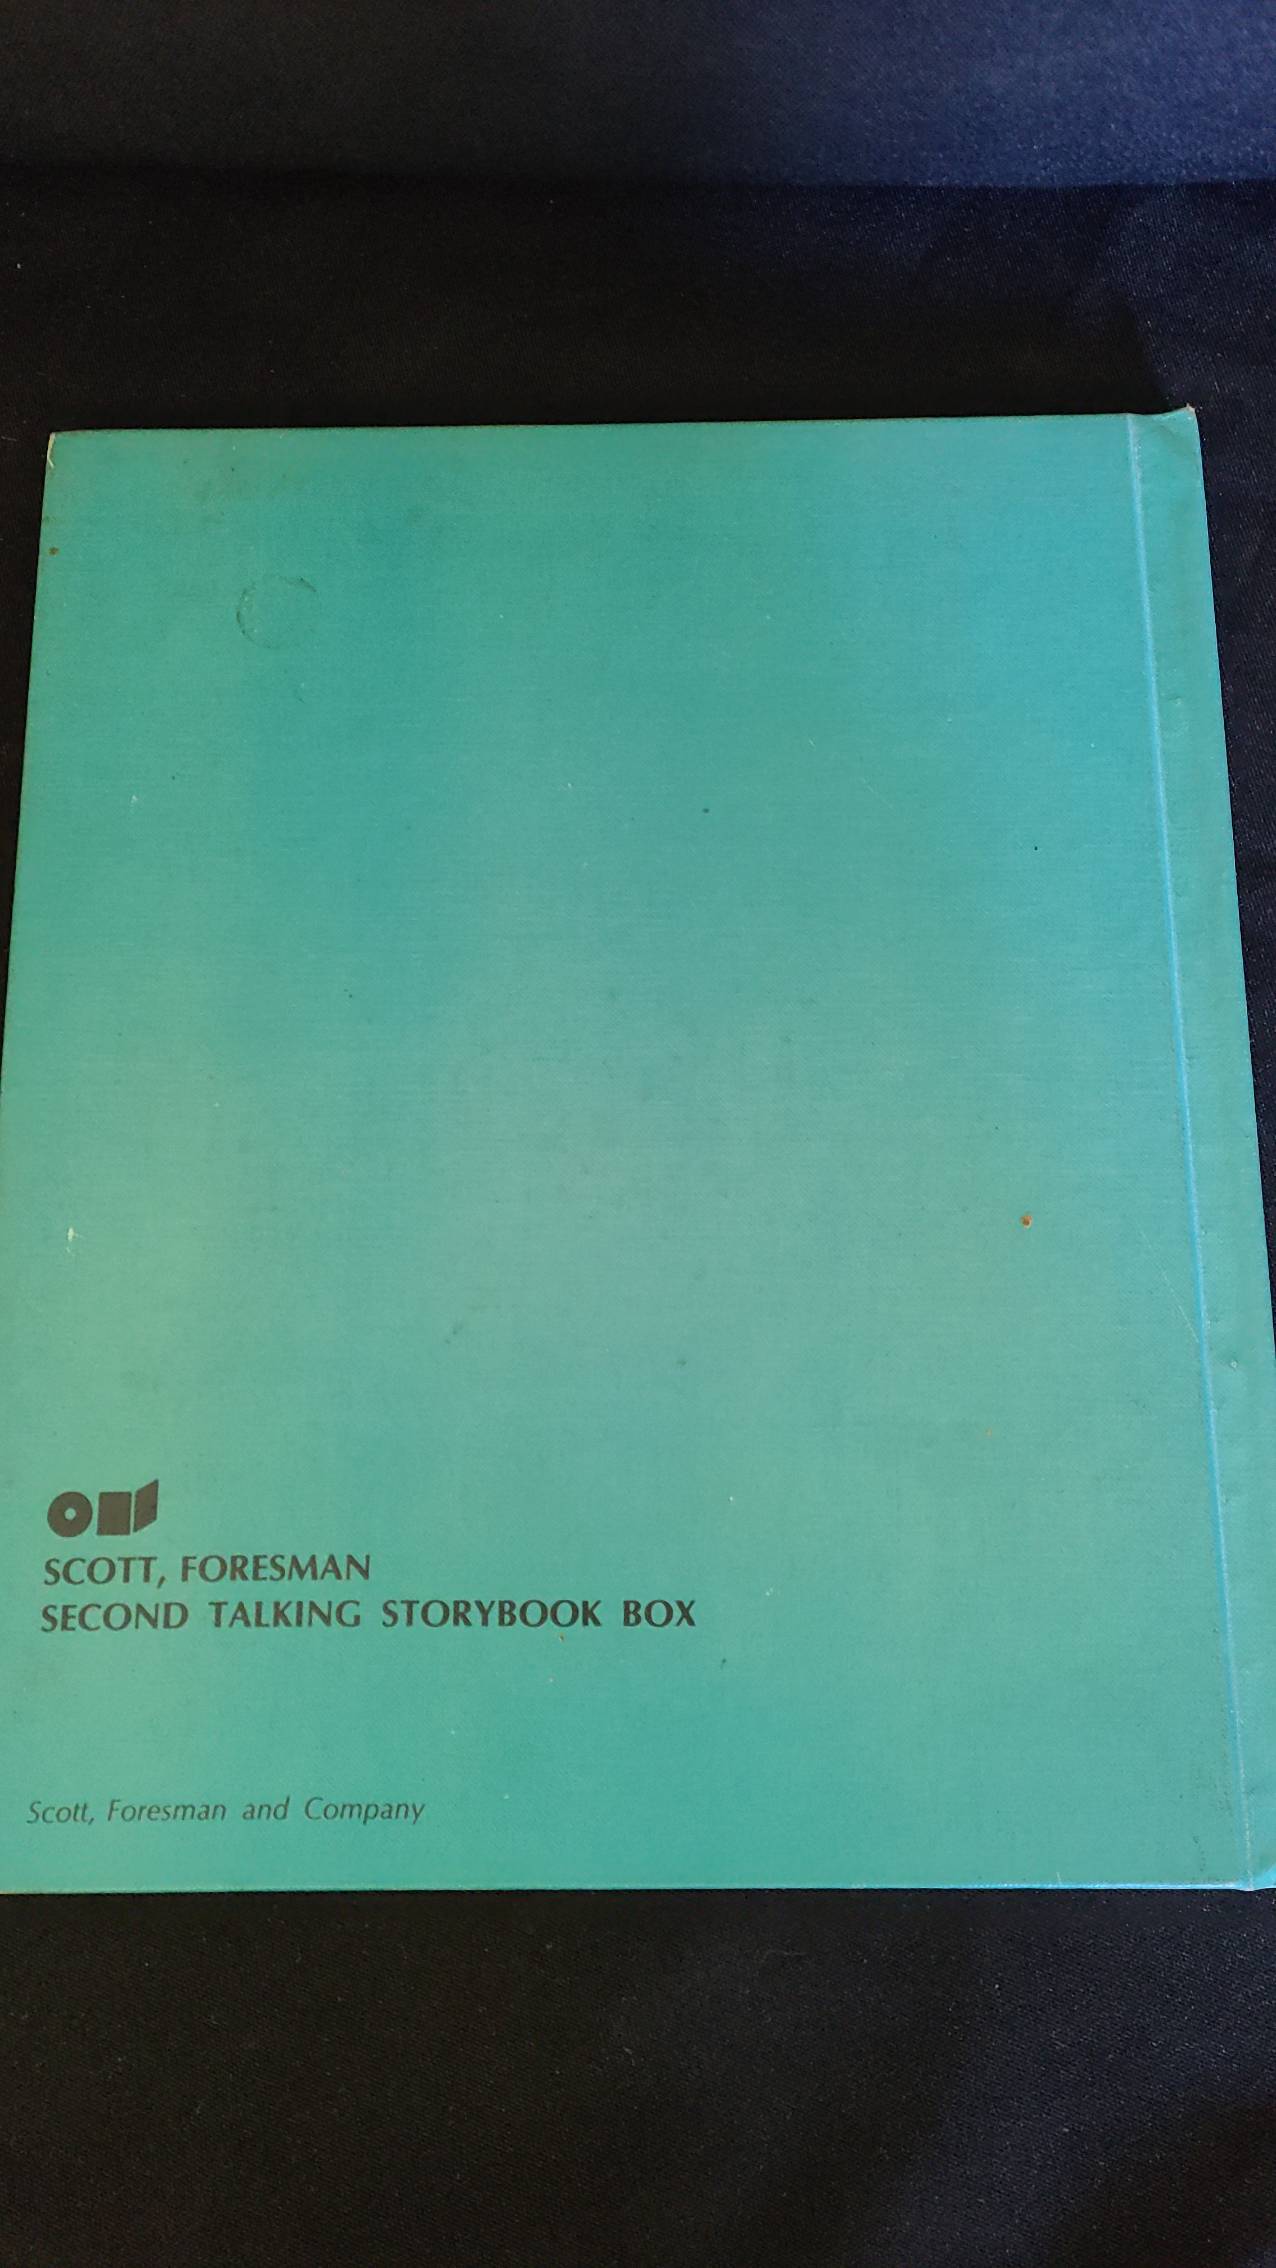 SCOTT, FORESMAN
SECOND TALKING STORYBOOK BOX
Scott, Foresman and Company